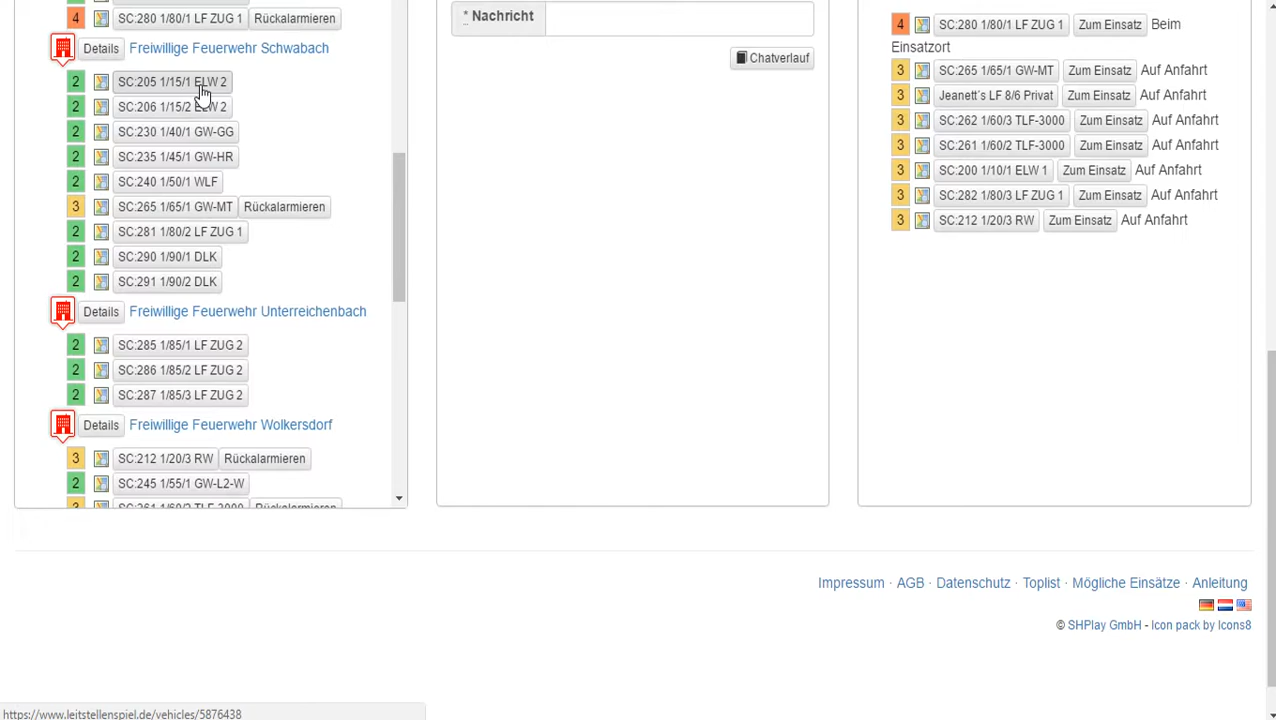 4 SC:280 1/80/1 LF ZUG 1 Rückalarmieren
Details Freiwillige Feuerwehr Schwabach
2 SC:205 1/15/1 ELW 2
2 SC:206 1/15/2 ELW 2
2 SC:230 1/40/1 GW-GG
2 SC:235 1/45/1 GW-HR
2 SC:240 1/50/1 WLF
3 SC:265 1/65/1 GW-MT Rückalarmieren
2 SC:281 1/80/2 LF ZUG 1
2 SC:290 1/90/1 DLK
2 SC:291 1/90/2 DLK
Details Freiwillige Feuerwehr Unterreichenbach
2 SC:285 1/85/1 LF ZUG 2
2 SC:286 1/85/2 LF ZUG 2
2 SC:287 1/85/3 LF ZUG 2
Details Freiwillige Feuerwehr Wolkersdorf
3 SC:212 1/20/3 RW Rückalarmieren
2 SC:245 1/55/1 GW-L2-W
3 SC:261 1/60/2 TLF-3000 Rückalarmieren
* Nachricht
Chatverlauf
4 SC:280 1/80/1 LF ZUG 1 Zum Einsatz Beim
Einsatzort
3 SC:265 1/65/1 GW-MT Zum Einsatz Auf Anfahrt
3 Jeanett´s LF 8/6 Privat Zum Einsatz Auf Anfahrt
3 SC:262 1/60/3 TLF-3000 Zum Einsatz Auf Anfahrt
3 SC:261 1/60/2 TLF-3000 Zum Einsatz Auf Anfahrt
3 SC:200 1/10/1 ELW 1 Zum Einsatz Auf Anfahrt
3 SC:282 1/80/3 LF ZUG 1 Zum Einsatz Auf Anfahrt
3 SC:212 1/20/3 RW Zum Einsatz Auf Anfahrt
Impressum · AGB · Datenschutz · Toplist · Mögliche Einsätze · Anleitung
© SHPlay GmbH - Icon pack by Icons8
https://www.leitstellenspiel.de/vehicles/5876438